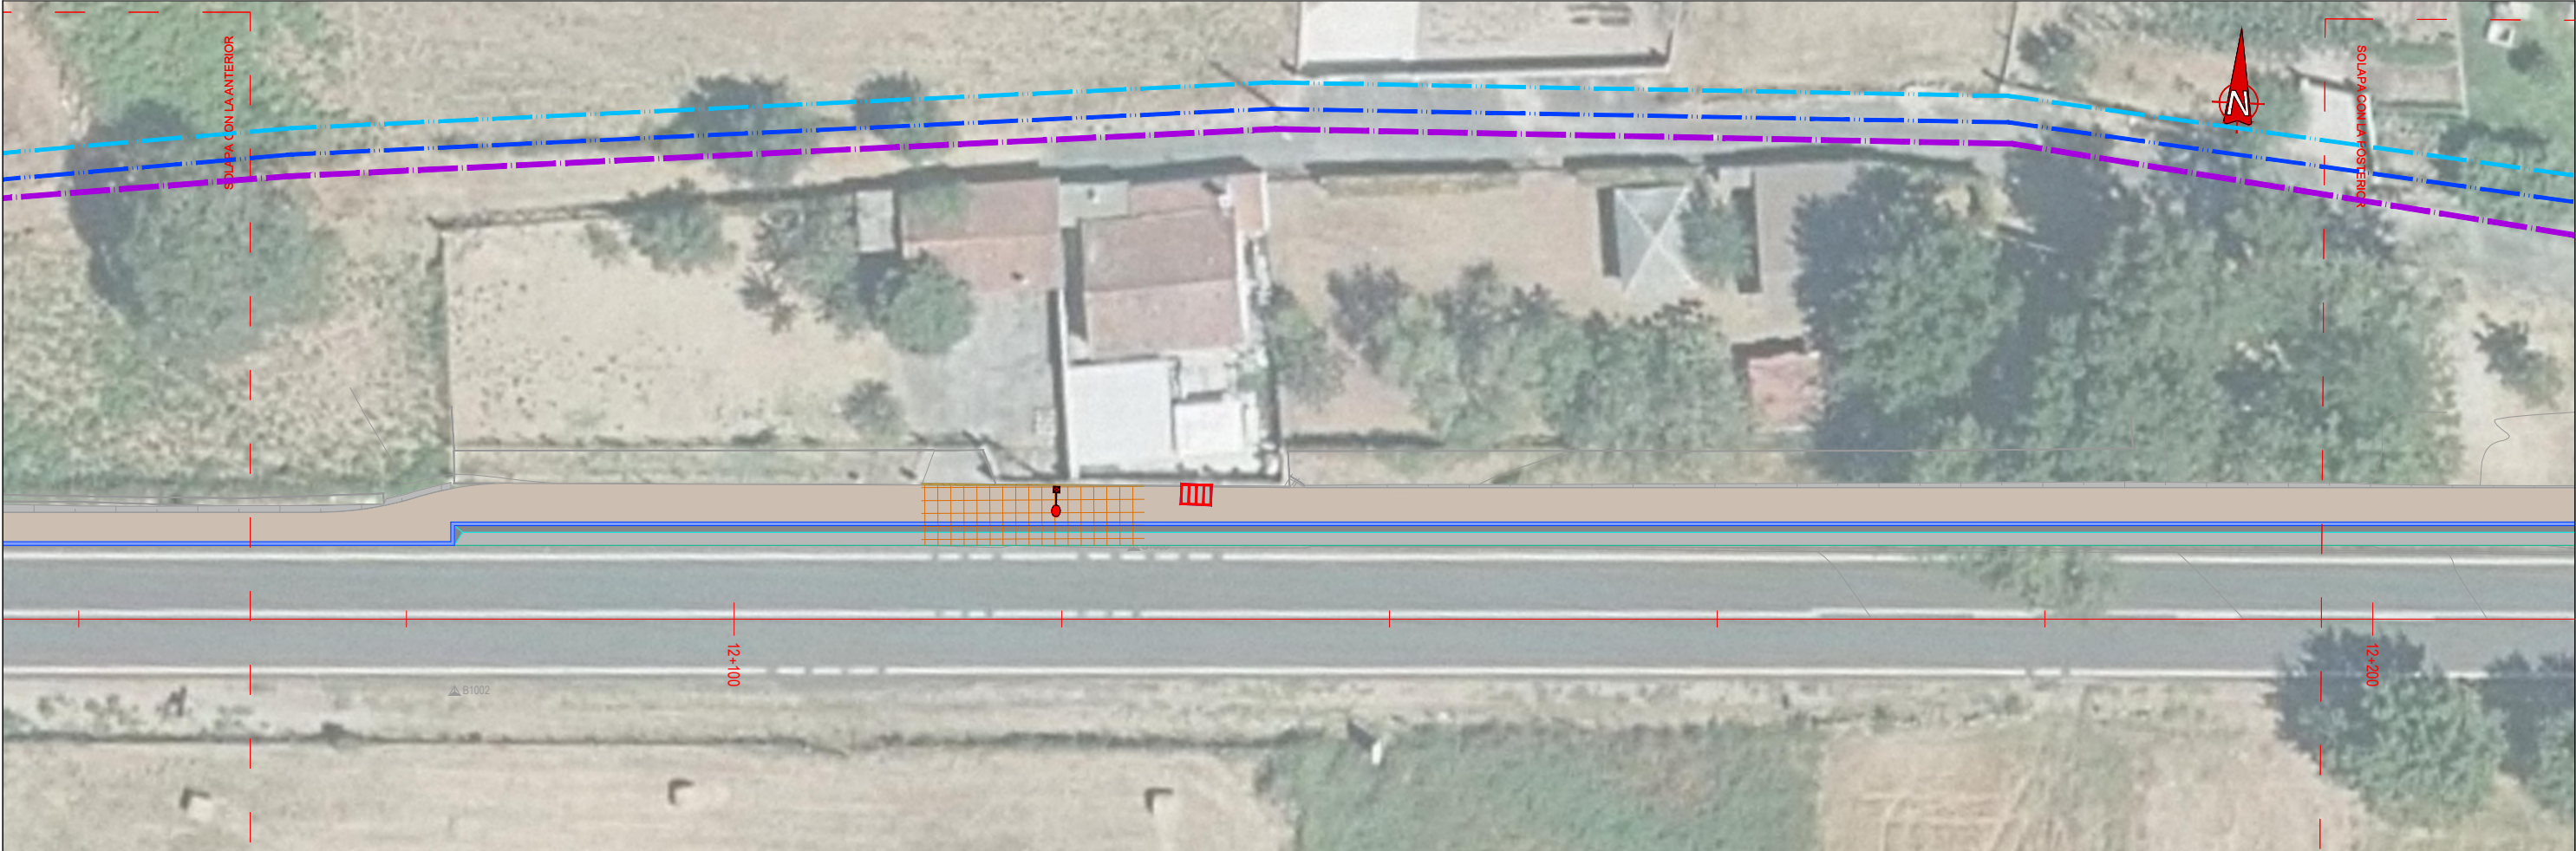 SOLAPA CON LA ANTERIOR
SOLAPA CON LA POSTERIOR
N
12+100
12+200
B1002